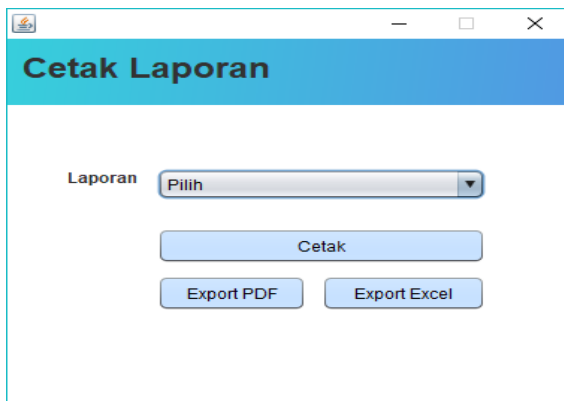 Cetak Laporan
Laporan
Pilih
Cetak
Export PDF
Export Excel